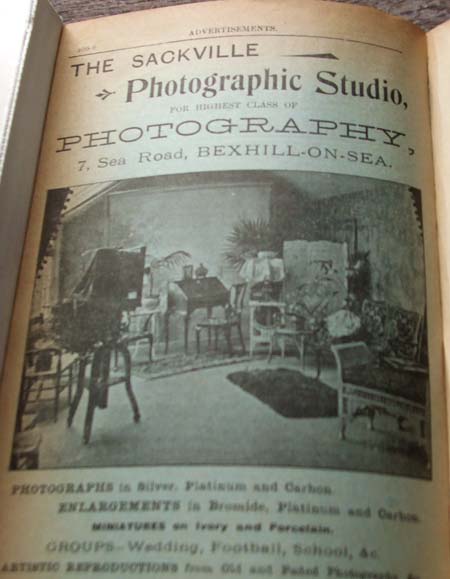 ADVERTISEMENTS.
THE SACKVILLE
Photographic Studio,
FOR HIGHEST CLASS OF
PHOTOGRAPHY,
7, Sea Road, BEXHILL-ON-SEA.
PHOTOGRAPHS in Silver, Platinum and Carbon
ENLARGEMENTS in Bromide, Platinum and Carbon.
MINIATURES on Ivory and Porcelain.
GROUPS—Wedding, Football, School, &c
ARTISTIC REPRODUCTIONS from Old and Faded Photographs